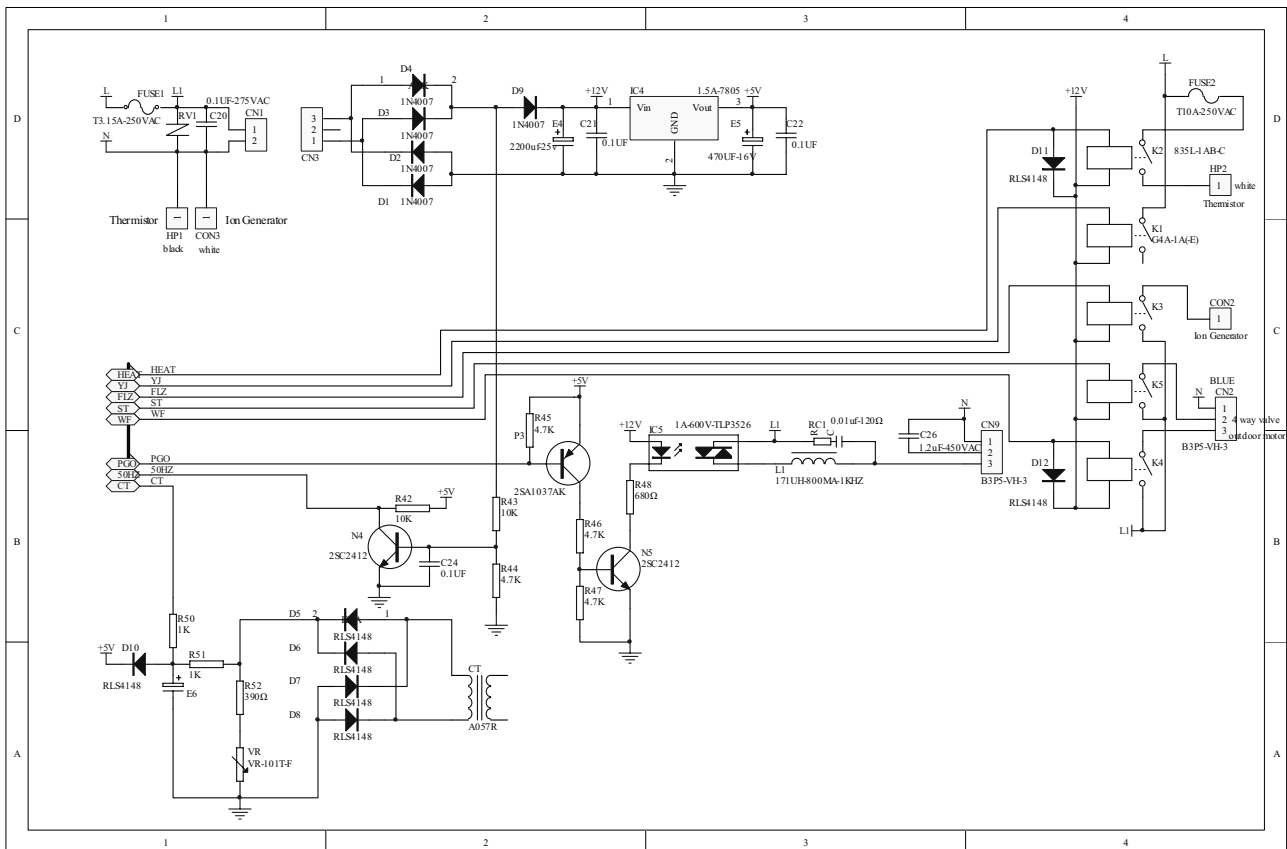 1 2 3 4
D
C
B
A
L
FUSE1
T3.15A-250VAC
N
L1
RV1
0.1UF-275VAC
C20
CN1
1
2
Thermistor
1
HP1
black
1
CON3
white
Ion Generator
3
2
1
CN3
D4
1 2
1N4007
D3
1N4007
D2
1N4007
D1
1N4007
D9
1N4007
+12V
E4
2200uf-25v
C21
0.1UF
1
IC4
1.5A-7805
Vin
Vout
GND
2
3
+5V
E5
470UF-16V
C22
0.1UF
+12V
L
FUSE2
T10A-250VAC
D11
RLS4148
K2
835L-1AB-C
HP2
1
white
Thermistor
K1
G4A-1A(-E)
K3
CON2
1
Ion Generator
K5
BLUE
CN2
N
1
2
3
4 way valve
outdoor motor
B3P5-VH-3
K4
L1
D12
RLS4148
HEAT HEAT
YJ YJ
FLZ FLZ
ST ST
WF WF
PGO PGO
50HZ 50HZ
CT CT
+5V
R45
4.7K
P3
2SA1037AK
+12V
IC5
1A-600V-TLP3526
L1
RC1
0.01uf-120Ω
R
C
L1
171UH-800MA-1KHZ
C26
1.2uF-450VAC
N
CN9
1
2
3
B3P5-VH-3
R48
680Ω
R46
4.7K
R47
4.7K
N5
2SC2412
R42
10K
+5V
N4
2SC2412
C24
0.1UF
R43
10K
R44
4.7K
R50
1K
+5V
D10
RLS4148
R51
1K
E6
R52
390Ω
VR
VR-101T-F
D5
2 1
RLS4148
D6
RLS4148
D7
RLS4148
D8
RLS4148
CT
A057R
D
C
B
A
1 2 3 4